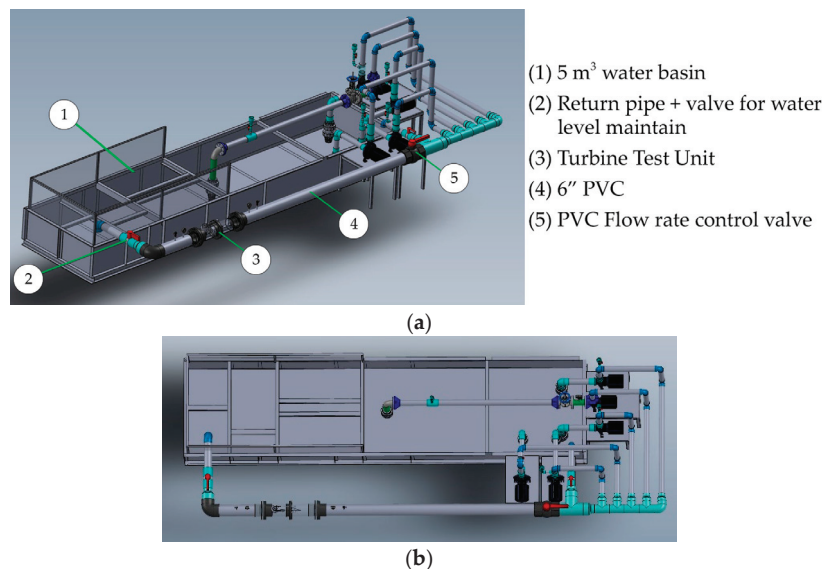 (1) 5 m³ water basin
(2) Return pipe + valve for water
level maintain
(3) Turbine Test Unit
(4) 6” PVC
(5) PVC Flow rate control valve
1
2
3
4
5
(a)
(b)